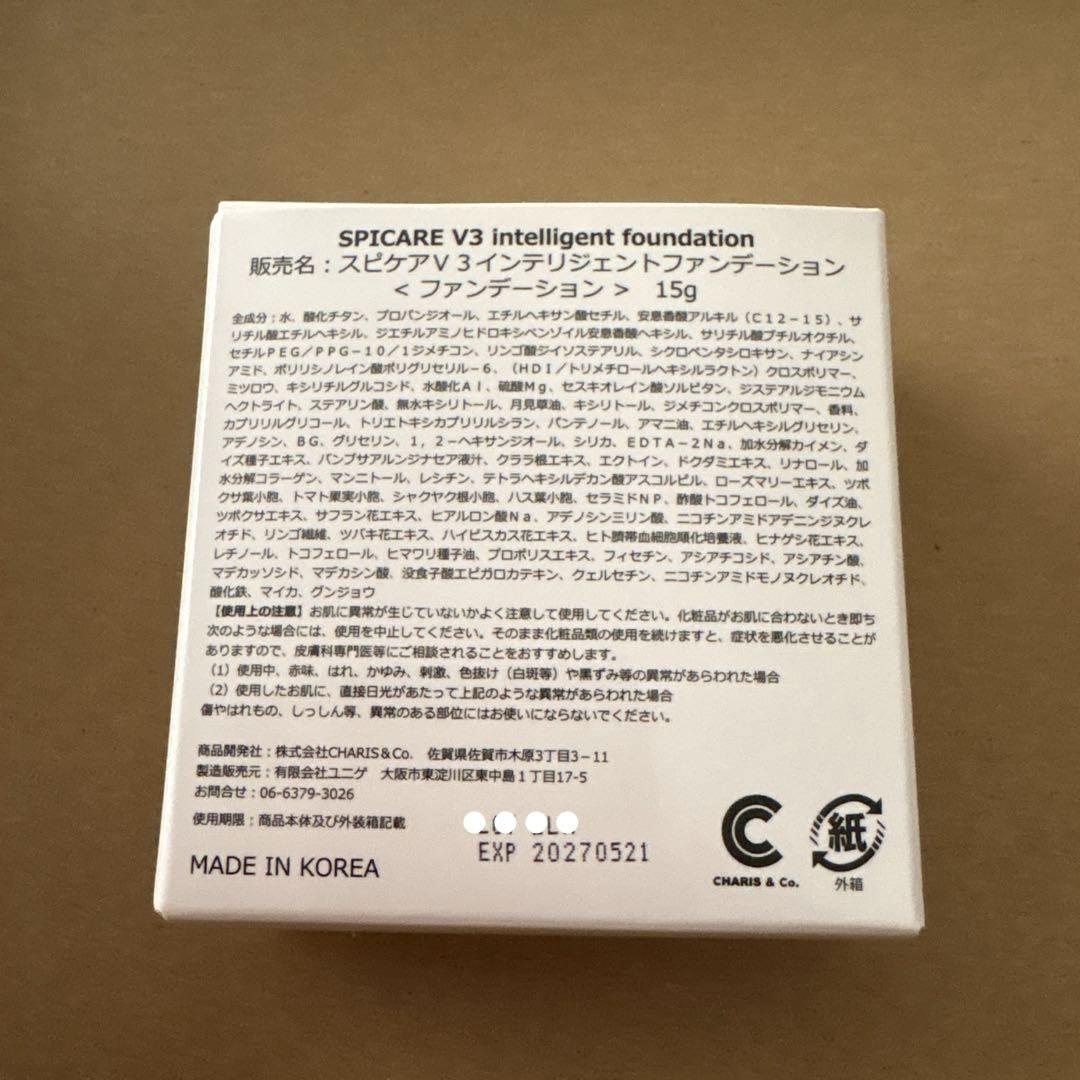 SPICARE V3 intelligent foundation
販売名：スピケアＶ３インテリジェントファンデーション
＜ ファンデーション ＞　15g
全成分：水、酸化チタン、プロパンジオール、エチルヘキサン酸セチル、安息香酸アルキル（Ｃ１２－１５）、サ
リチル酸エチルヘキシル、ジエチルアミノヒドロキシベンゾイル安息香酸ヘキシル、サリチル酸ブチルオクチル、
セチルＰＥＧ／ＰＰＧ－１０／１ジメチコン、リンゴ酸ジイソステアリル、シクロペンタシロキサン、ナイアシン
アミド、ポリリシノレイン酸ポリグリセリル－６、（ＨＤＩ／トリメチロールヘキシルラクトン）クロスポリマー、
ミツロウ、キシリチルグルコシド、水酸化Ａｌ、硫酸Ｍｇ、セスキオレイン酸ソルビタン、ジステアルジモニウム
ヘクトライト、ステアリン酸、無水キシリトール、月見草油、キシリトール、ジメチコンクロスポリマー、香料、
カプリリルグリコール、トリエトキシカプリリルシラン、パンテノール、アマニ油、エチルヘキシルグリセリン、
アデノシン、ＢＧ、グリセリン、１，２－ヘキサンジオール、シリカ、ＥＤＴＡ－２Ｎａ、加水分解カイメン、ダ
イズ種子エキス、バンブサアルンジナセア液汁、クララ根エキス、エクトイン、ドクダミエキス、リナロール、加
水分解コラーゲン、マンニトール、レシチン、テトラヘキシルデカン酸アスコルビル、ローズマリーエキス、ツボ
クサ葉小胞、トマト果実小胞、シャクヤク根小胞、ハス葉小胞、セラミドＮＰ、酢酸トコフェロール、ダイズ油、
ツボクサエキス、サフラン花エキス、ヒアルロン酸Ｎａ、アデノシンミリン酸、ニコチンアミドアデニンジヌクレ
オチド、リンゴ繊維、ツバキ花エキス、ハイビスカス花エキス、ヒト臍帯血細胞順化培養液、ヒナゲシ花エキス、
レチノール、トコフェロール、ヒマワリ種子油、プロポリスエキス、フィセチン、アシアチコシド、アシアチン酸、
マデカッソシド、マデカシン酸、没食子酸エピガロカテキン、クェルセチン、ニコチンアミドモノヌクレオチド、
酸化鉄、マイカ、グンジョウ
【使用上の注意】お肌に異常が生じていないかよく注意して使用してください。化粧品がお肌に合わないとき即ち
次のような場合には、使用を中止してください。そのまま化粧品類の使用を続けますと、症状を悪化させることが
ありますので、皮膚科専門医等にご相談されることをおすすめします。
（1）使用中、赤味、はれ、かゆみ、刺激、色抜け（白斑等）や黒ずみ等の異常があらわれた場合
（2）使用したお肌に、直接日光があたって上記のような異常があらわれた場合
傷やはれもの、しっしん等、異常のある部位にはお使いにならないでください。
商品開発社：株式会社CHARIS＆Co.　佐賀県佐賀市木原3丁目3－11
製造販売元：有限会社ユニゲ　大阪市東淀川区東中島１丁目17-5
お問合せ：06-6379-3026
使用期限：商品本体及び外装箱記載
EXP 20270521
MADE IN KOREA
CHARIS & Co.
紙
外箱